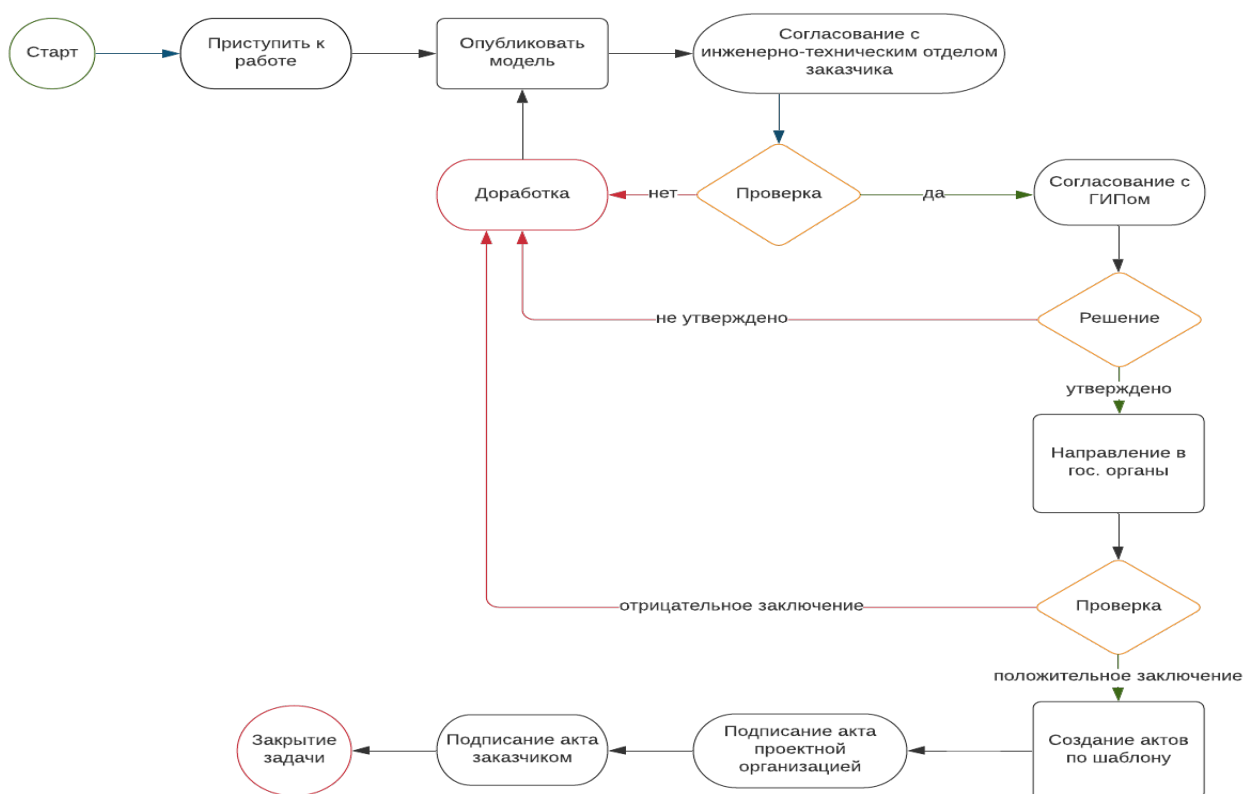 Старт
Приступить к
работе
Опубликовать
модель
Согласование с
инженерно-техническим отделом
заказчика
Доработка
нет
Проверка
да
Согласование с
ГИПом
не утверждено
Решение
утверждено
Направление в
гос. органы
отрицательное заключение
Проверка
положительное заключение
Закрытие
задачи
Подписание акта
заказчиком
Подписание акта
проектной
организацией
Создание актов
по шаблону